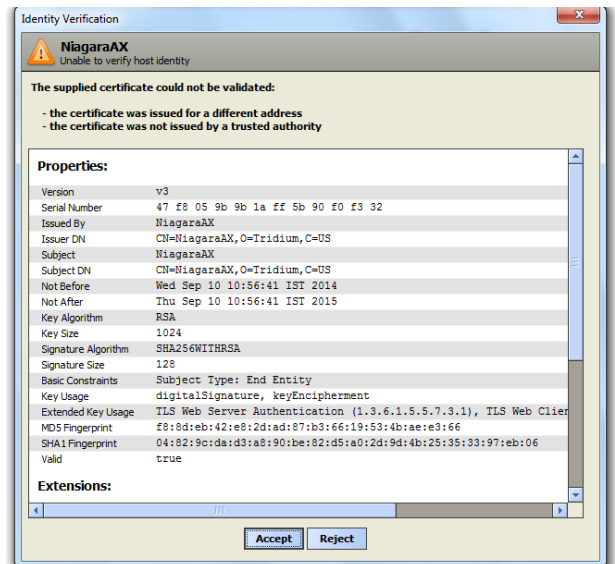 Identity Verification
NiagaraAX
Unable to verify host identity
The supplied certificate could not be validated:
- the certificate was issued for a different address
- the certificate was not issued by a trusted authority
Properties:
Version v3
Serial Number 47 f8 05 9b 9b 1a ff 5b 90 f0 f3 32
Issued By NiagaraAX
Issuer DN CN=NiagaraAX,O=Tridium,C=US
Subject NiagaraAX
Subject DN CN=NiagaraAX,O=Tridium,C=US
Not Before Wed Sep 10 10:56:41 IST 2014
Not After Thu Sep 10 10:56:41 IST 2015
Key Algorithm RSA
Key Size 1024
Signature Algorithm SHA256WITHRSA
Signature Size 128
Basic Constraints Subject Type: End Entity
Key Usage digitalSignature, keyEncipherment
Extended Key Usage TLS Web Server Authentication (1.3.6.1.5.5.7.3.1), TLS Web Clier
MD5 Fingerprint f8:8d:eb:42:e8:2d:ad:87:b3:66:19:53:4b:ae:e3:66
SHA1 Fingerprint 04:82:9c:da:d3:a8:90:be:82:d5:a0:2d:9d:4b:25:35:33:97:eb:06
Valid true
Extensions:
Accept Reject